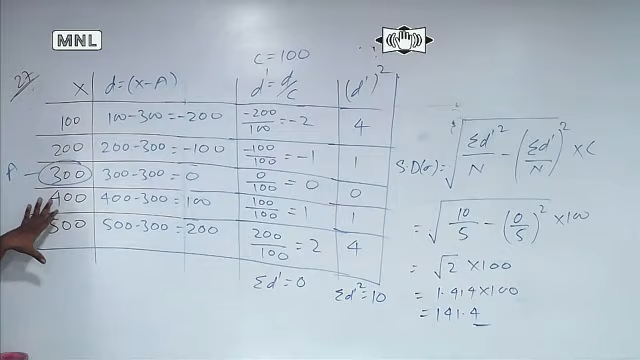 MNL
C = 100
27
X d=(X-A) d' = d/C (d')²
100 100-300=-200 -200/100 = -2 4
200 200-300=-100 -100/100 = -1 1
A - 300 300-300=0 0/100 = 0 0
400 400-300=100 100/100 = 1 1
500 500-300=200 200/100 = 2 4
Σd'=0 Σd'²=10
S.D(σ) = √(Σd'²/N - (Σd'/N)²) × C
= √(10/5 - (0/5)²) × 100
= √2 × 100
= 1.414×100
= 141.4